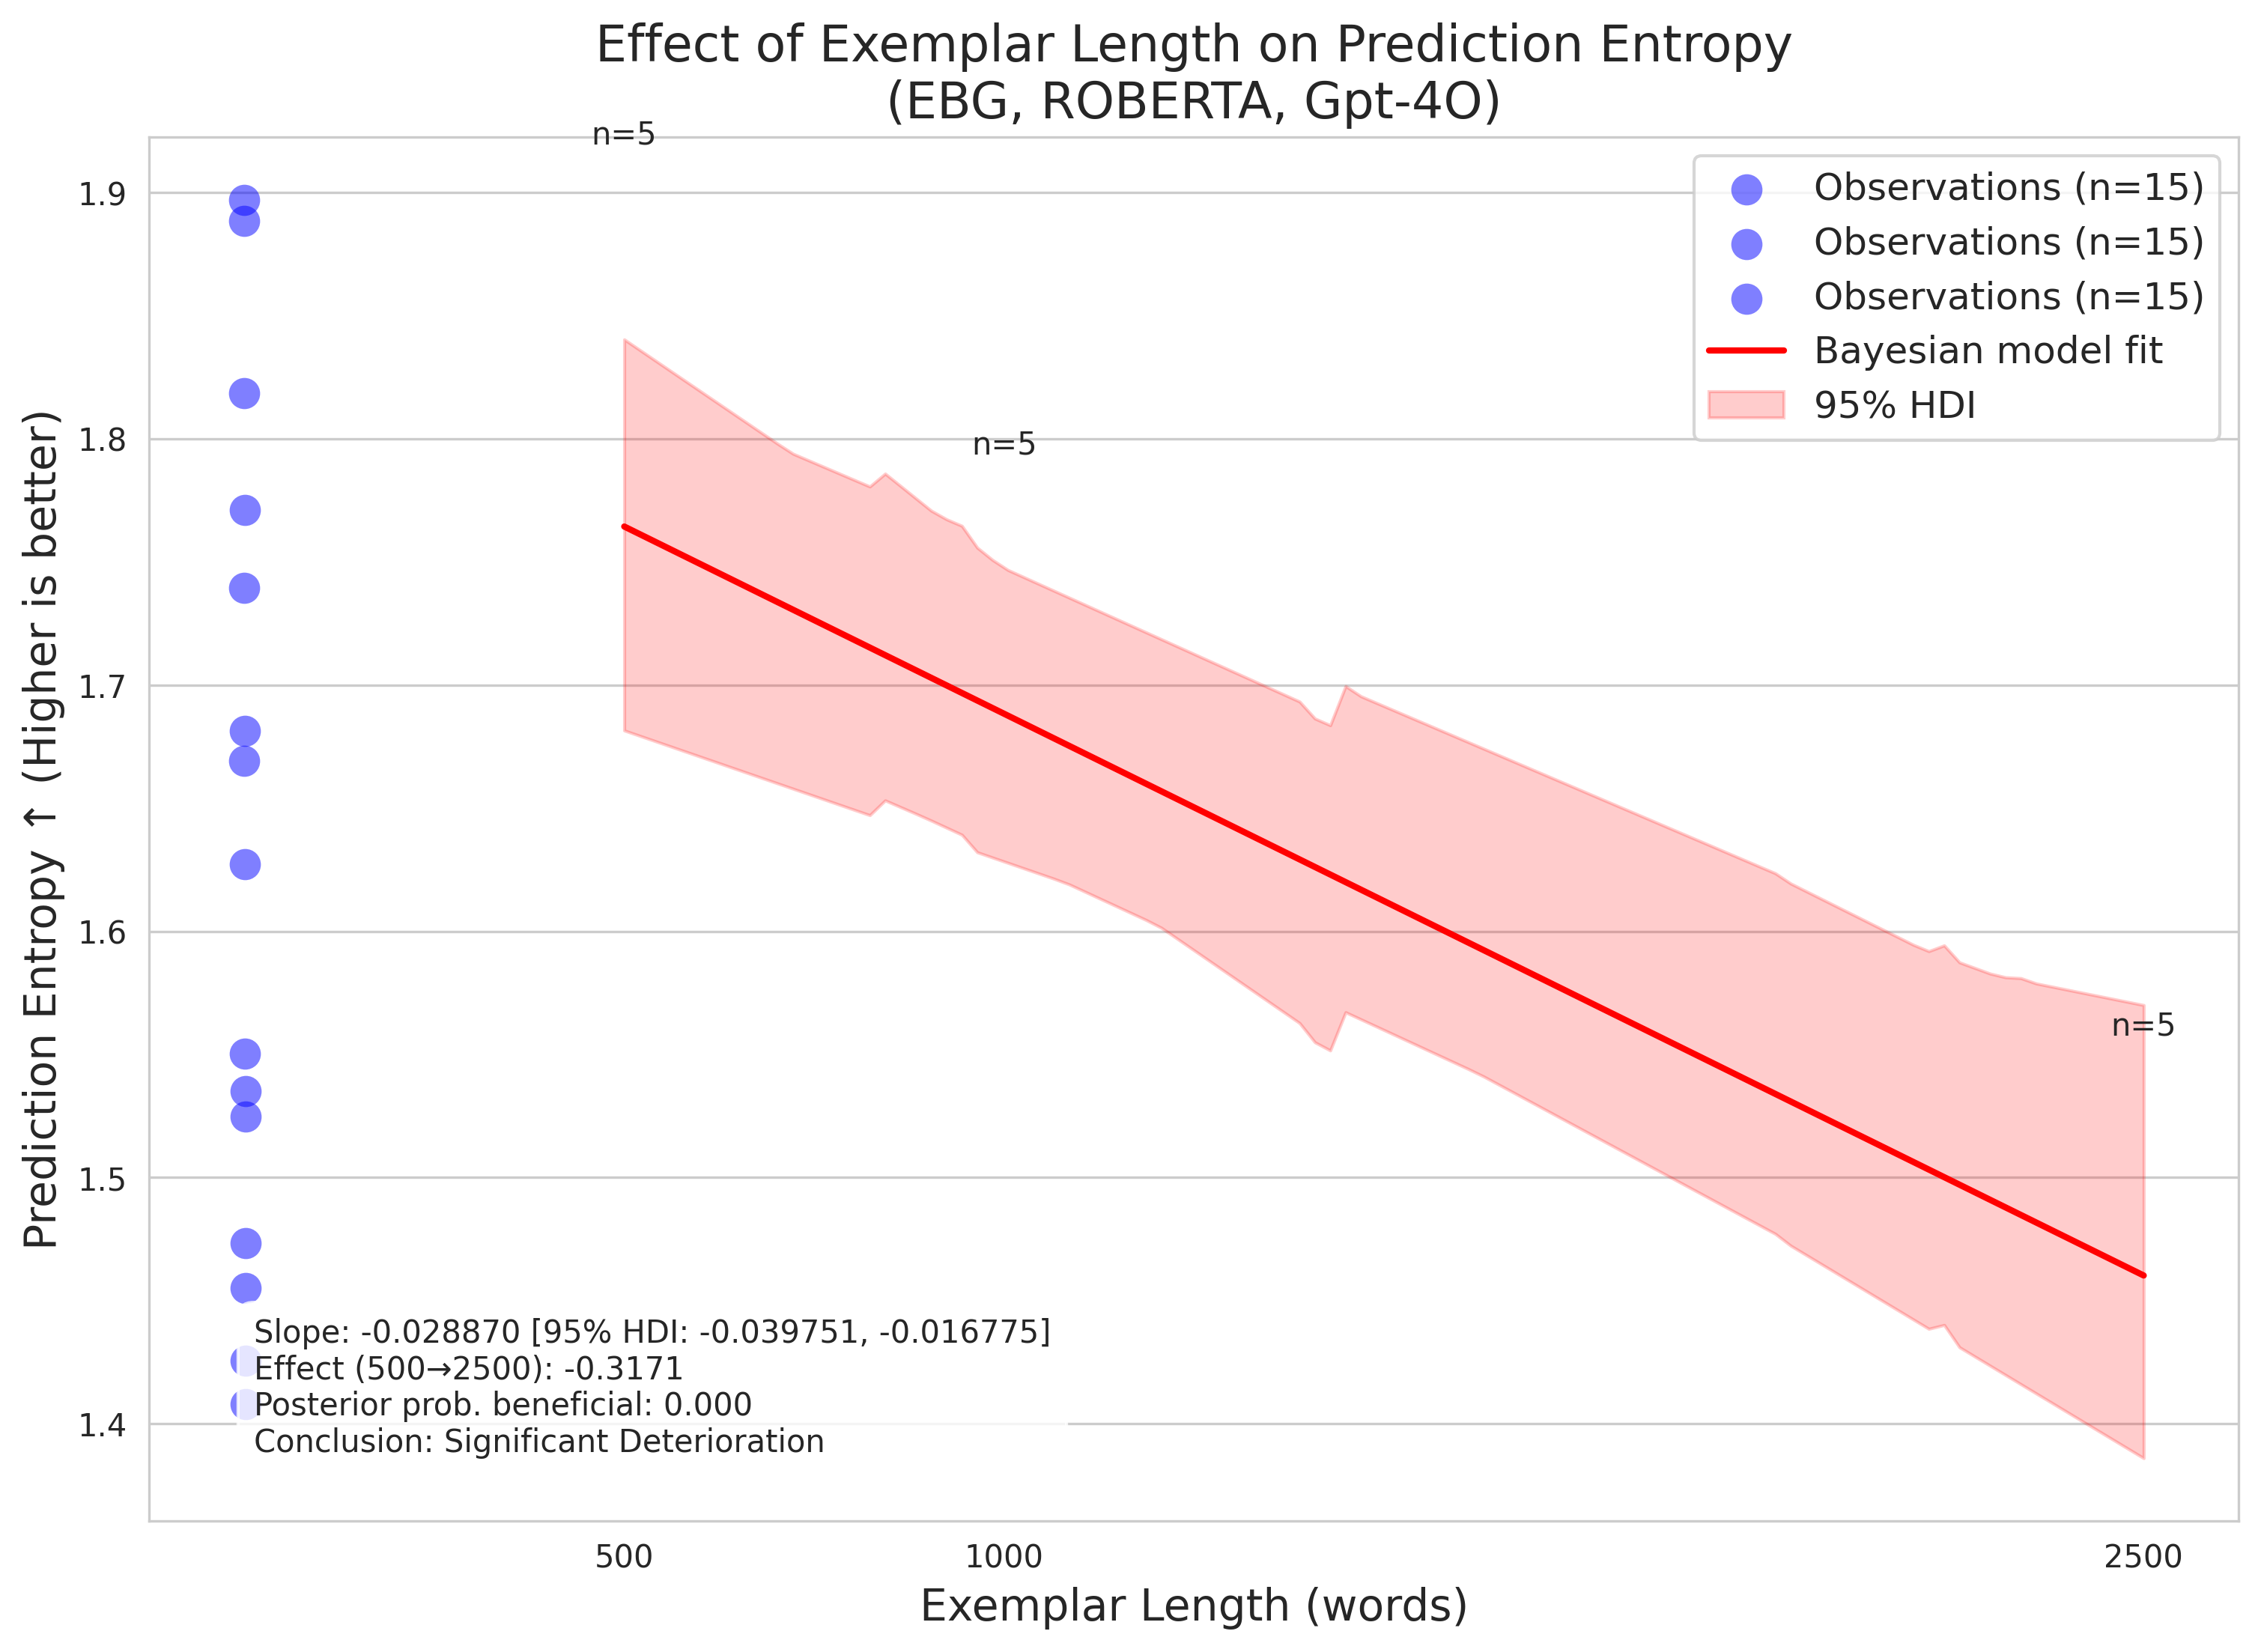 Effect of Exemplar Length on Prediction Entropy
(EBG, ROBERTA, Gpt-4O)
n=5
n=5
n=5
Observations (n=15)
Observations (n=15)
Observations (n=15)
Bayesian model fit
95% HDI
Prediction Entropy ↑ (Higher is better)
1.9
1.8
1.7
1.6
1.5
1.4
Slope: -0.028870 [95% HDI: -0.039751, -0.016775]
Effect (500→2500): -0.3171
Posterior prob. beneficial: 0.000
Conclusion: Significant Deterioration
500
1000
2500
Exemplar Length (words)